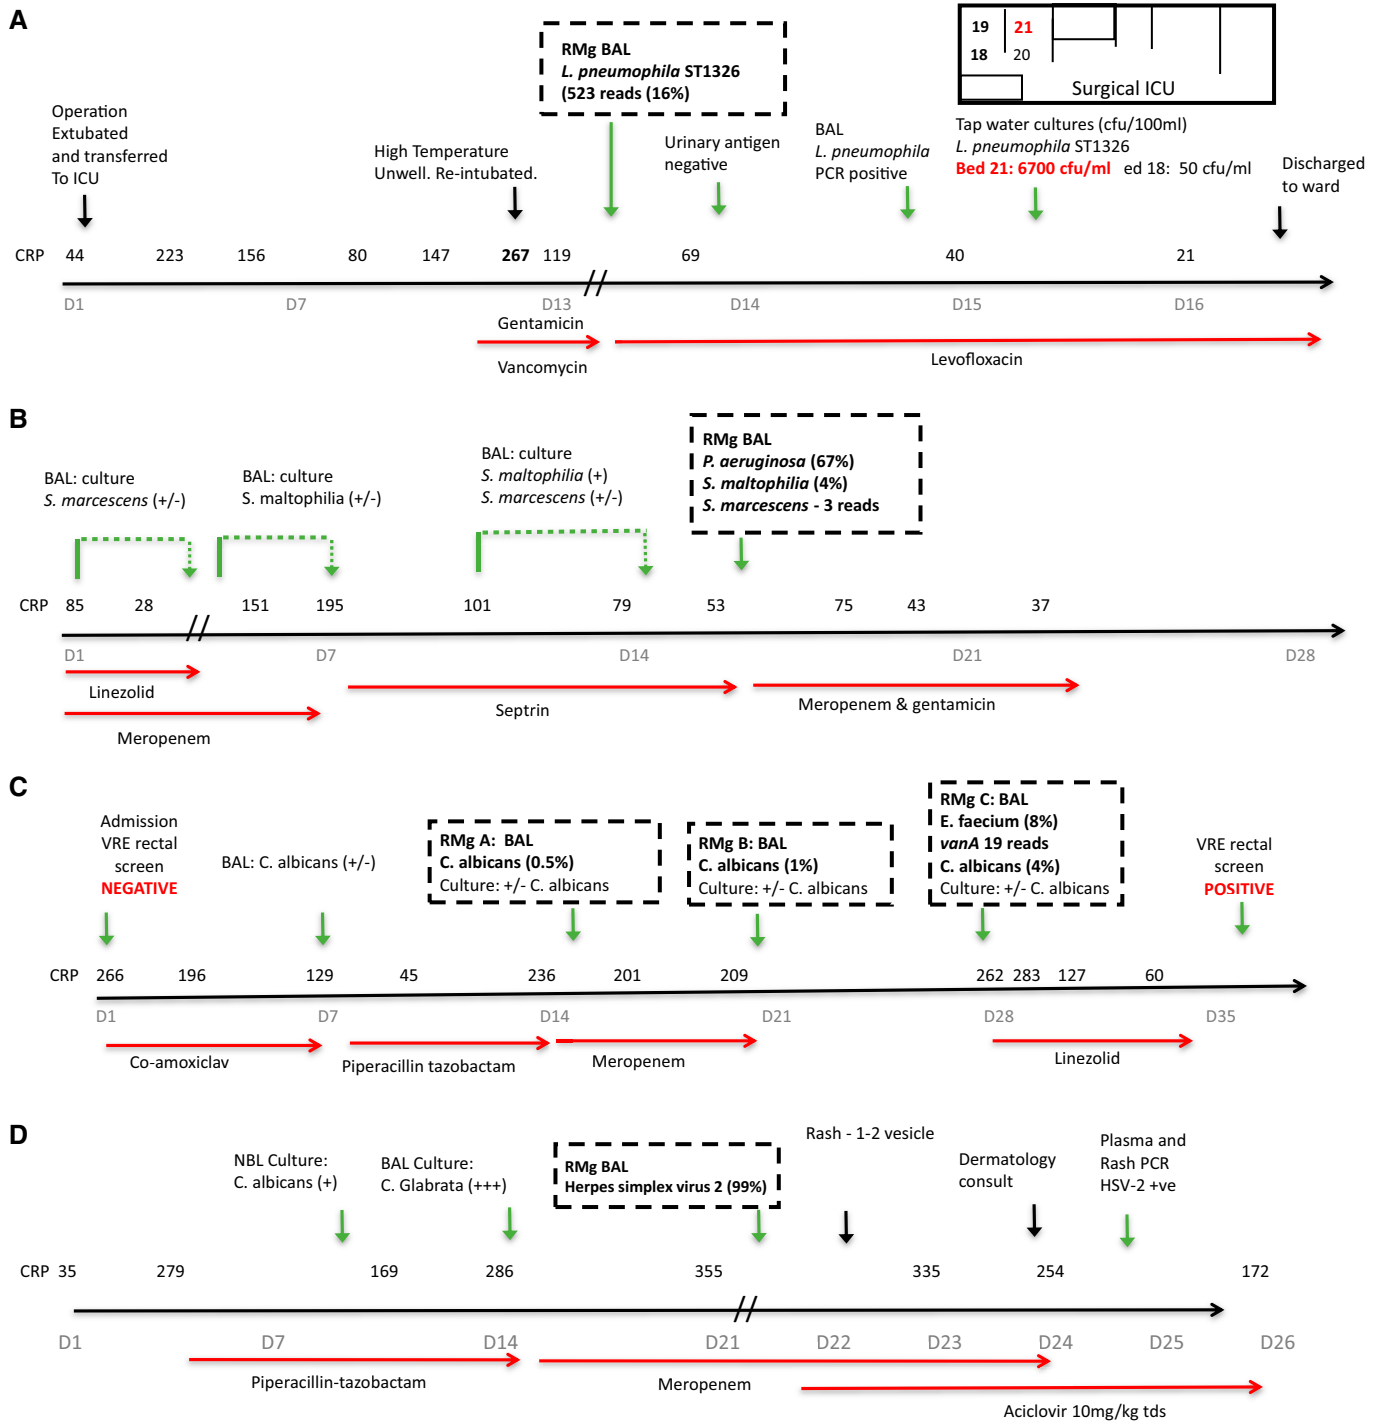 A
Operation
Extubated
and transferred
To ICU
High Temperature
Unwell. Re-intubated.
RMg BAL
L. pneumophila ST1326
(523 reads (16%)
Urinary antigen
negative
BAL
L. pneumophila
PCR positive
19 21
18 20
Surgical ICU
Tap water cultures (cfu/100ml)
L. pneumophila ST1326
Bed 21: 6700 cfu/ml ed 18: 50 cfu/ml
Discharged
to ward
CRP 44 223 156 80 147 267 119 69 40 21
D1 D7 D13 D14 D15 D16
Gentamicin
Vancomycin
Levofloxacin
B
BAL: culture
S. marcescens (+/-)
BAL: culture
S. maltophilia (+/-)
BAL: culture
S. maltophilia (+)
S. marcescens (+/-)
RMg BAL
P. aeruginosa (67%)
S. maltophilia (4%)
S. marcescens - 3 reads
CRP 85 28 151 195 101 79 53 75 43 37
D1 D7 D14 D21 D28
Linezolid
Meropenem
Septrin
Meropenem & gentamicin
C
Admission
VRE rectal
screen
NEGATIVE
BAL: C. albicans (+/-)
RMg A: BAL
C. albicans (0.5%)
Culture: +/- C. albicans
RMg B: BAL
C. albicans (1%)
Culture: +/- C. albicans
RMg C: BAL
E. faecium (8%)
vanA 19 reads
C. albicans (4%)
Culture: +/- C. albicans
VRE rectal
screen
POSITIVE
CRP 266 196 129 45 236 201 209 262 283 127 60
D1 D7 D14 D21 D28 D35
Co-amoxiclav
Piperacillin tazobactam
Meropenem
Linezolid
D
NBL Culture:
C. albicans (+)
BAL Culture:
C. Glabrata (+++)
RMg BAL
Herpes simplex virus 2 (99%)
Rash - 1-2 vesicle
Dermatology
consult
Plasma and
Rash PCR
HSV-2 +ve
CRP 35 279 169 286 355 335 254 172
D1 D7 D14 D21 D22 D23 D24 D25 D26
Piperacillin-tazobactam
Meropenem
Aciclovir 10mg/kg tds